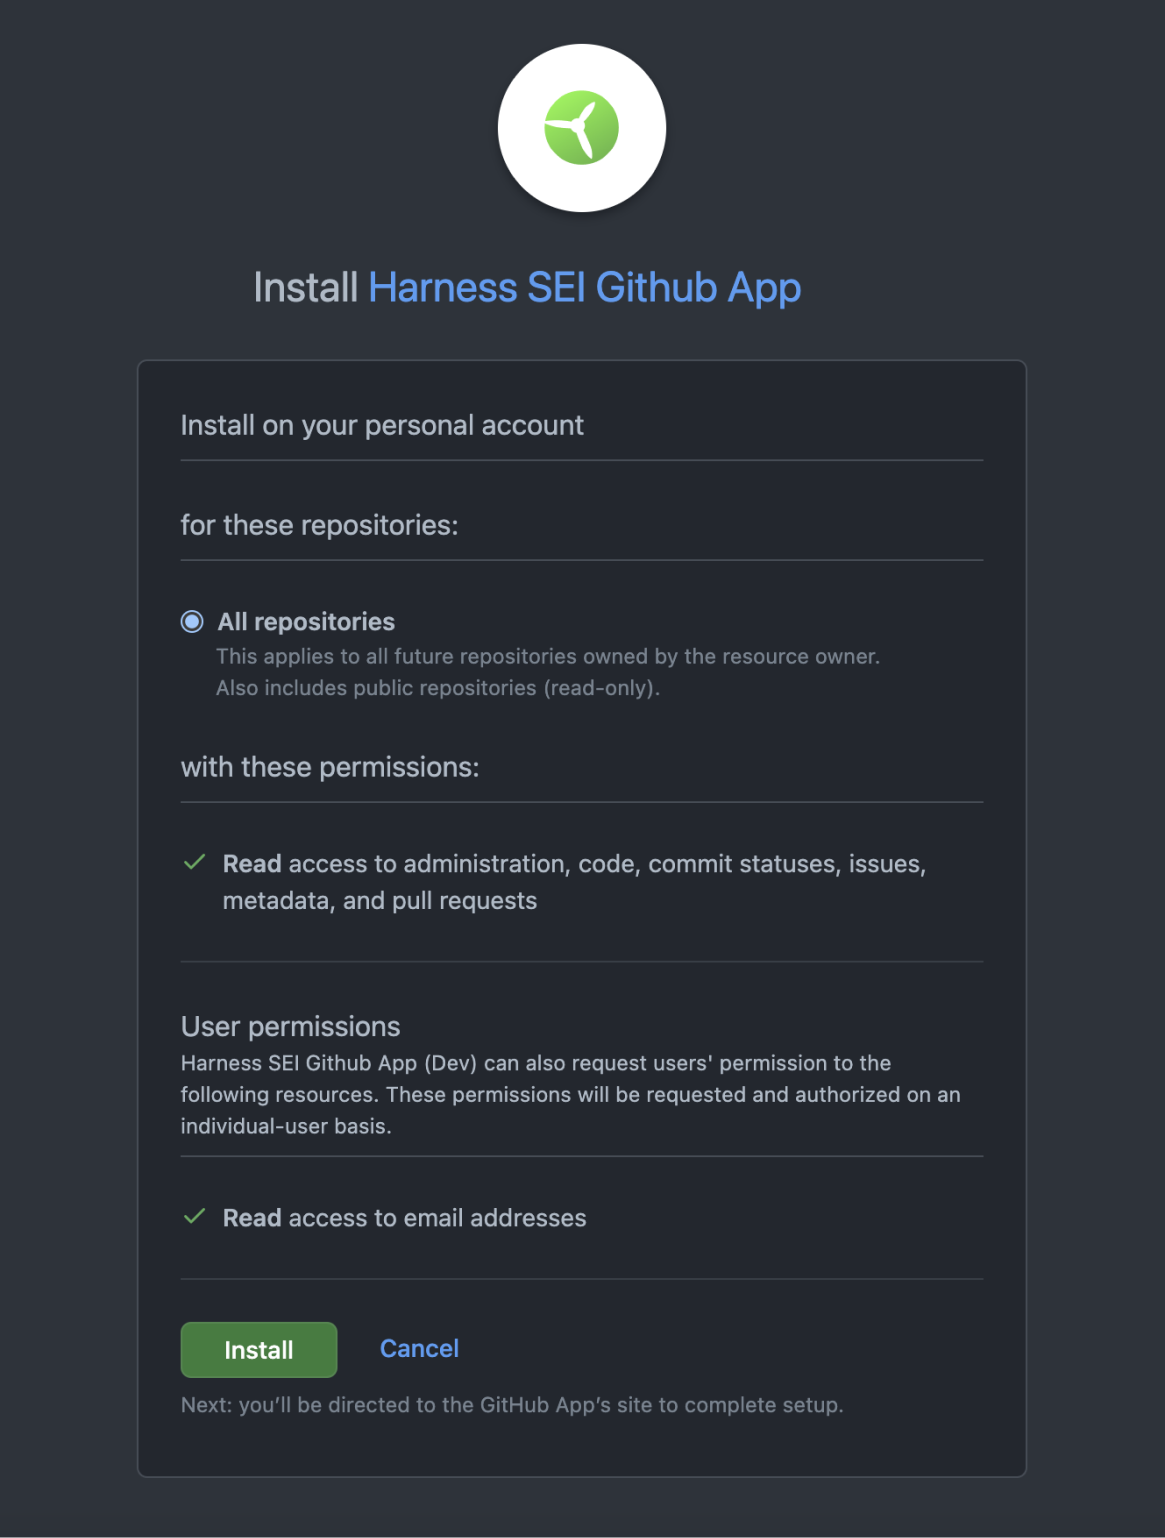 Install Harness SEI Github App
Install on your personal account
for these repositories:
All repositories
This applies to all future repositories owned by the resource owner.
Also includes public repositories (read-only).
with these permissions:
Read access to administration, code, commit statuses, issues,
metadata, and pull requests
User permissions
Harness SEI Github App (Dev) can also request users' permission to the
following resources. These permissions will be requested and authorized on an
individual-user basis.
Read access to email addresses
Install Cancel
Next: you’ll be directed to the GitHub App’s site to complete setup.